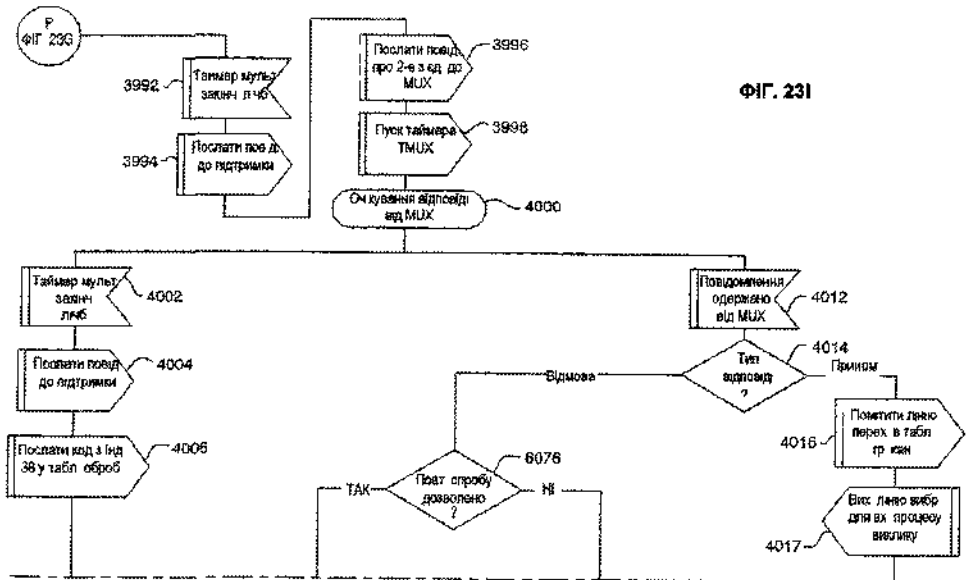 P
ФІГ 23G
3992
Таймер мульт
закінч лічб
3994
Послати повід
до підтримки
Послати повід
про 2-е з єд до
MUX
3996
Пуск таймера
TMUX
3998
ФІГ. 23I
Очікування відповіді
від MUX
4000
Таймер мульт
закінч
лічб
4002
Послати повід
до підтримки
4004
Послати код з інд
38 у табл оброб
4006
Повідомлення
одержано
від MUX
4012
Тип
відповіді
?
4014
Відмова
Прийом
Повт спробу
дозволено
?
6076
ТАК
НІ
Помітити лінію
перех в табл
гр кан
4016
Вих лінію вибр
для вх процесу
виклику
4017